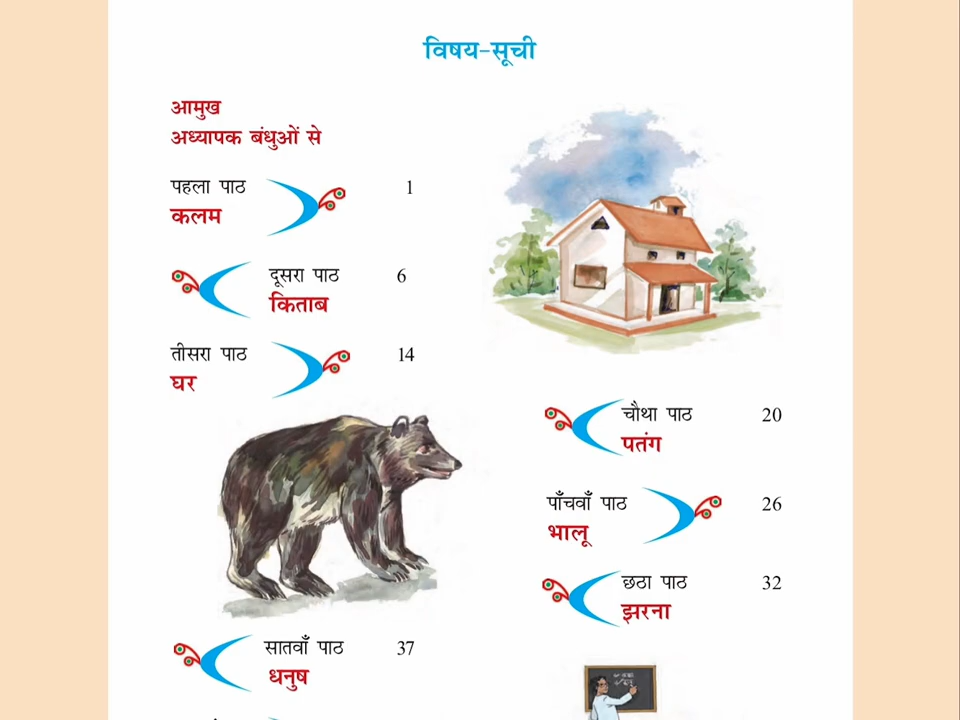 विषय-सूची
आमुख
अध्यापक बंधुओं से
पहला पाठ 1
कलम
दूसरा पाठ 6
किताब
तीसरा पाठ 14
घर
चौथा पाठ 20
पतंग
पाँचवाँ पाठ 26
भालू
छठा पाठ 32
झरना
सातवाँ पाठ 37
धनुष